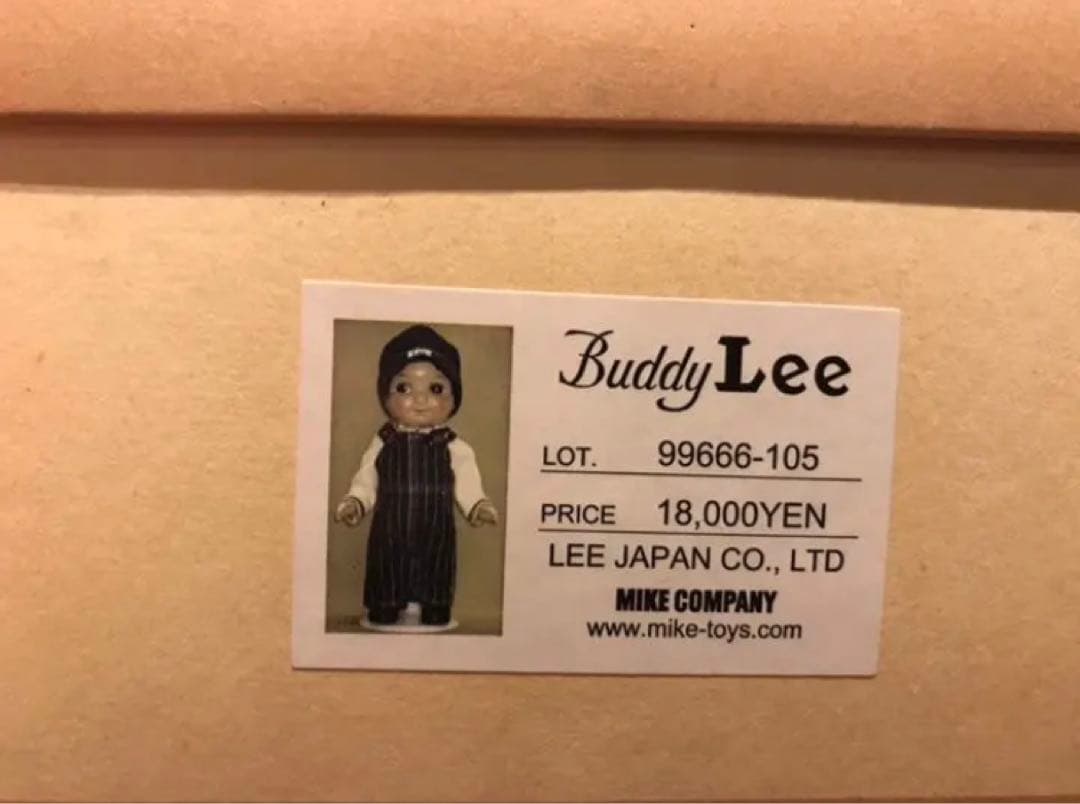 Buddy Lee
LOT. 99666-105
PRICE 18,000YEN
LEE JAPAN CO., LTD
MIKE COMPANY
www.mike-toys.com